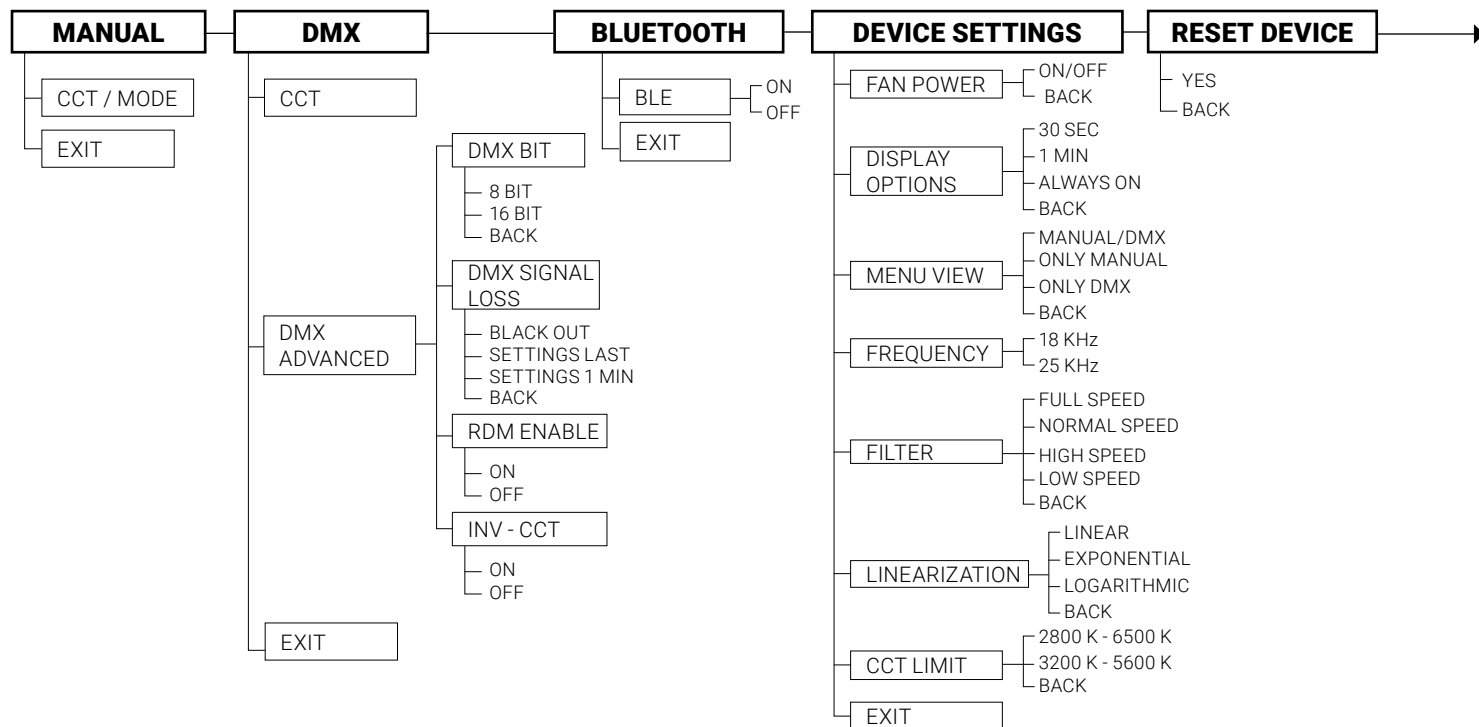 MANUAL
CCT / MODE
EXIT
DMX
CCT
DMX
ADVANCED
DMX BIT
8 BIT
16 BIT
BACK
DMX SIGNAL
LOSS
BLACK OUT
SETTINGS LAST
SETTINGS 1 MIN
BACK
RDM ENABLE
ON
OFF
INV - CCT
ON
OFF
EXIT
BLUETOOTH
BLE
ON
OFF
EXIT
DEVICE SETTINGS
FAN POWER
ON/OFF
BACK
DISPLAY
OPTIONS
30 SEC
1 MIN
ALWAYS ON
BACK
MENU VIEW
MANUAL/DMX
ONLY MANUAL
ONLY DMX
BACK
FREQUENCY
18 KHz
25 KHz
FILTER
FULL SPEED
NORMAL SPEED
HIGH SPEED
LOW SPEED
BACK
LINEARIZATION
LINEAR
EXPONENTIAL
LOGARITHMIC
BACK
CCT LIMIT
2800 K - 6500 K
3200 K - 5600 K
BACK
EXIT
RESET DEVICE
YES
BACK